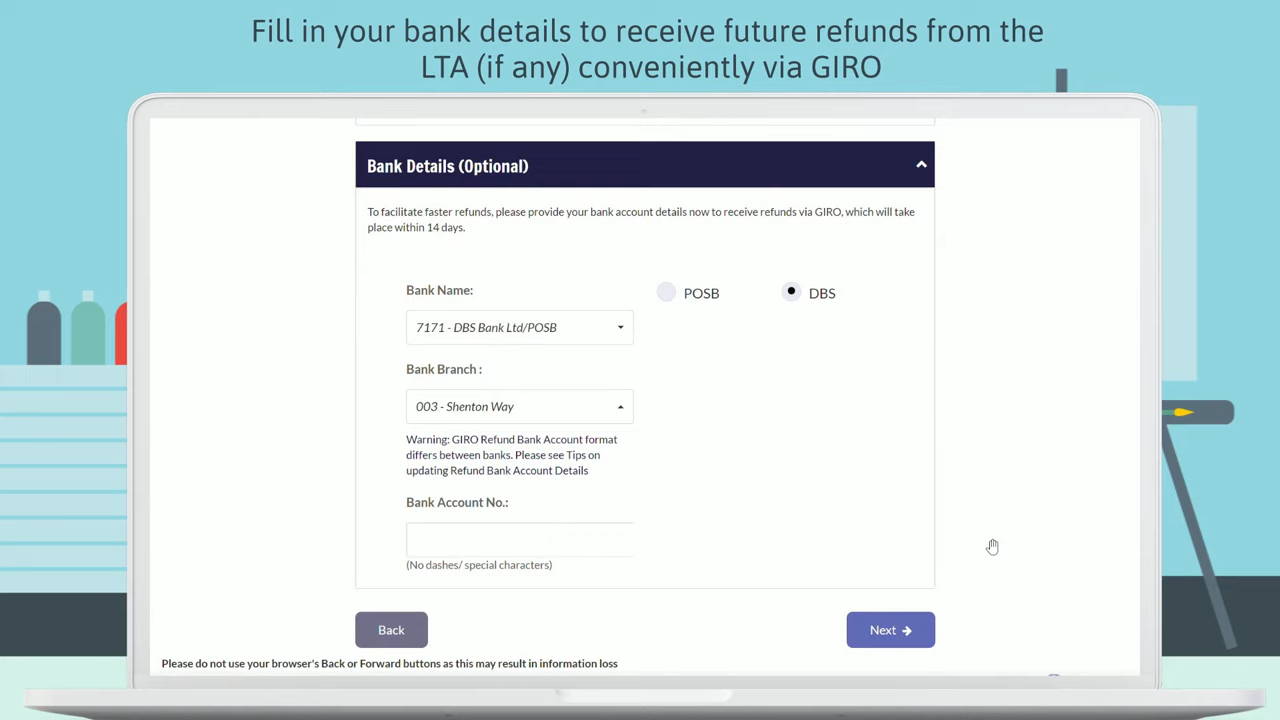 Fill in your bank details to receive future refunds from the
LTA (if any) conveniently via GIRO
Bank Details (Optional)
To facilitate faster refunds, please provide your bank account details now to receive refunds via GIRO, which will take
place within 14 days.
Bank Name:
POSB
DBS
7171 - DBS Bank Ltd/POSB
Bank Branch :
003 - Shenton Way
Warning: GIRO Refund Bank Account format
differs between banks. Please see Tips on
updating Refund Bank Account Details
Bank Account No.:
(No dashes/ special characters)
Back
Next
Please do not use your browser's Back or Forward buttons as this may result in information loss